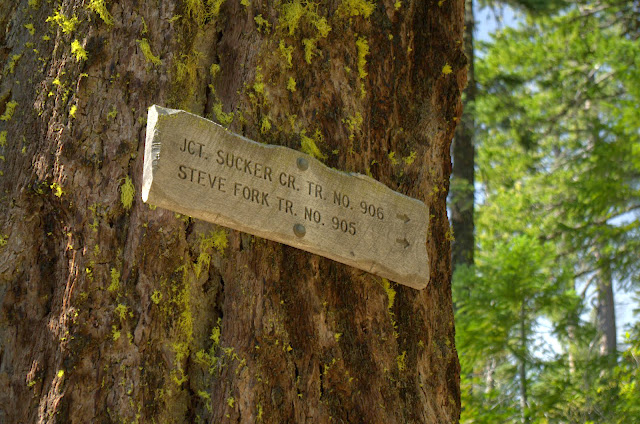 JCT. SUCKER CR. TR. NO. 906 →
STEVE FORK TR. NO. 905 →